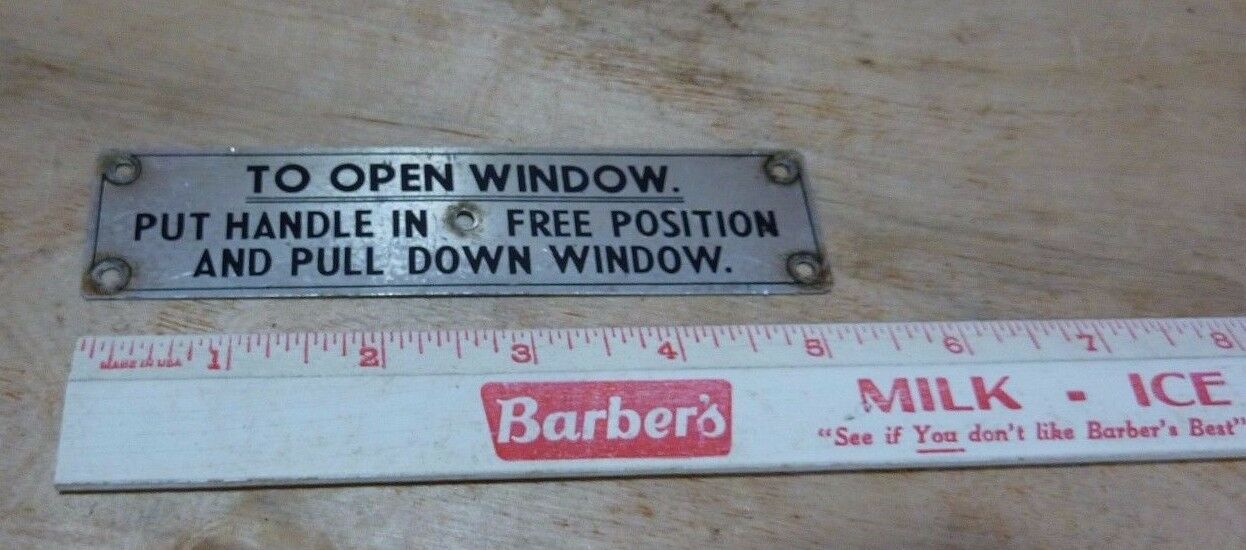 TO OPEN WINDOW.
PUT HANDLE IN FREE POSITION
AND PULL DOWN WINDOW.
1 2 3 4 5 6 7 8
MADE IN USA
Barber's
MILK - ICE
"See if You don't like Barber's Best"